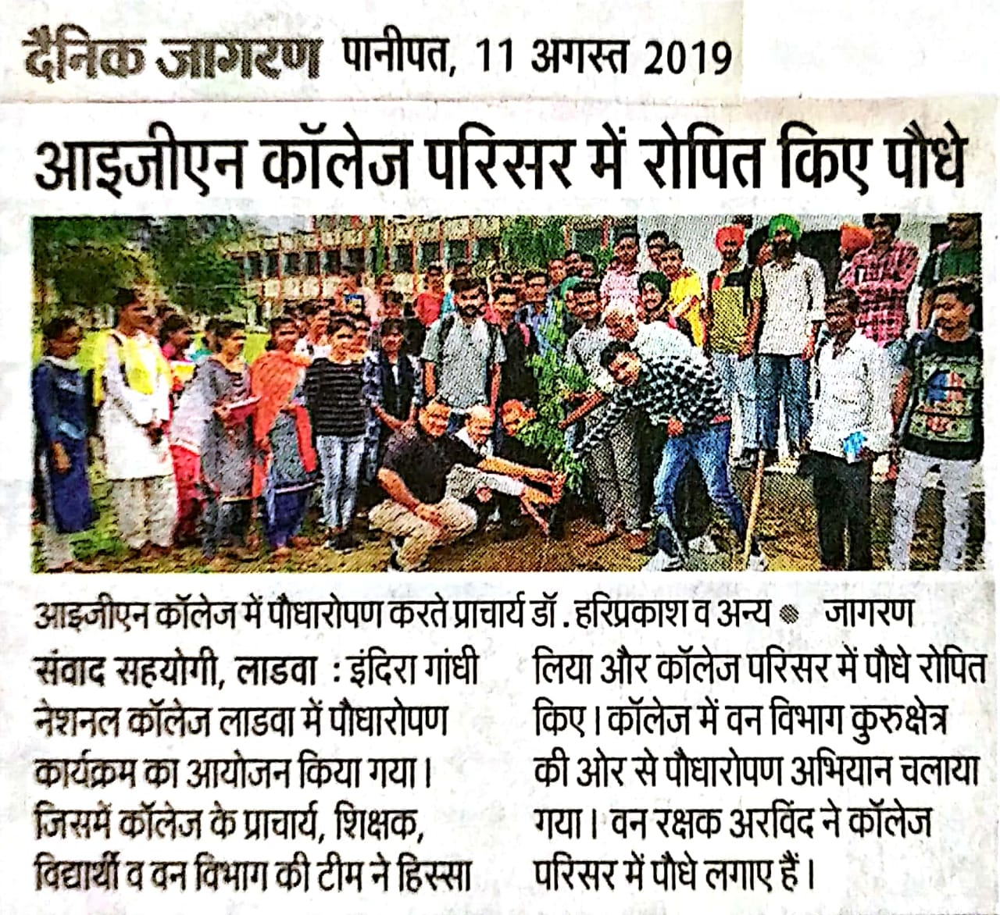 दैनिक जागरण पानीपत, 11 अगस्त 2019
आइजीएन कॉलेज परिसर में रोपित किए पौधे
आइजीएन कॉलेज में पौधारोपण करते प्राचार्य डॉ. हरिप्रकाश व अन्य ● जागरण
संवाद सहयोगी, लाडवा : इंदिरा गांधी
नेशनल कॉलेज लाडवा में पौधारोपण
कार्यक्रम का आयोजन किया गया।
जिसमें कॉलेज के प्राचार्य, शिक्षक,
विद्यार्थी व वन विभाग की टीम ने हिस्सा
लिया और कॉलेज परिसर में पौधे रोपित
किए। कॉलेज में वन विभाग कुरुक्षेत्र
की ओर से पौधारोपण अभियान चलाया
गया। वन रक्षक अरविंद ने कॉलेज
परिसर में पौधे लगाए हैं।